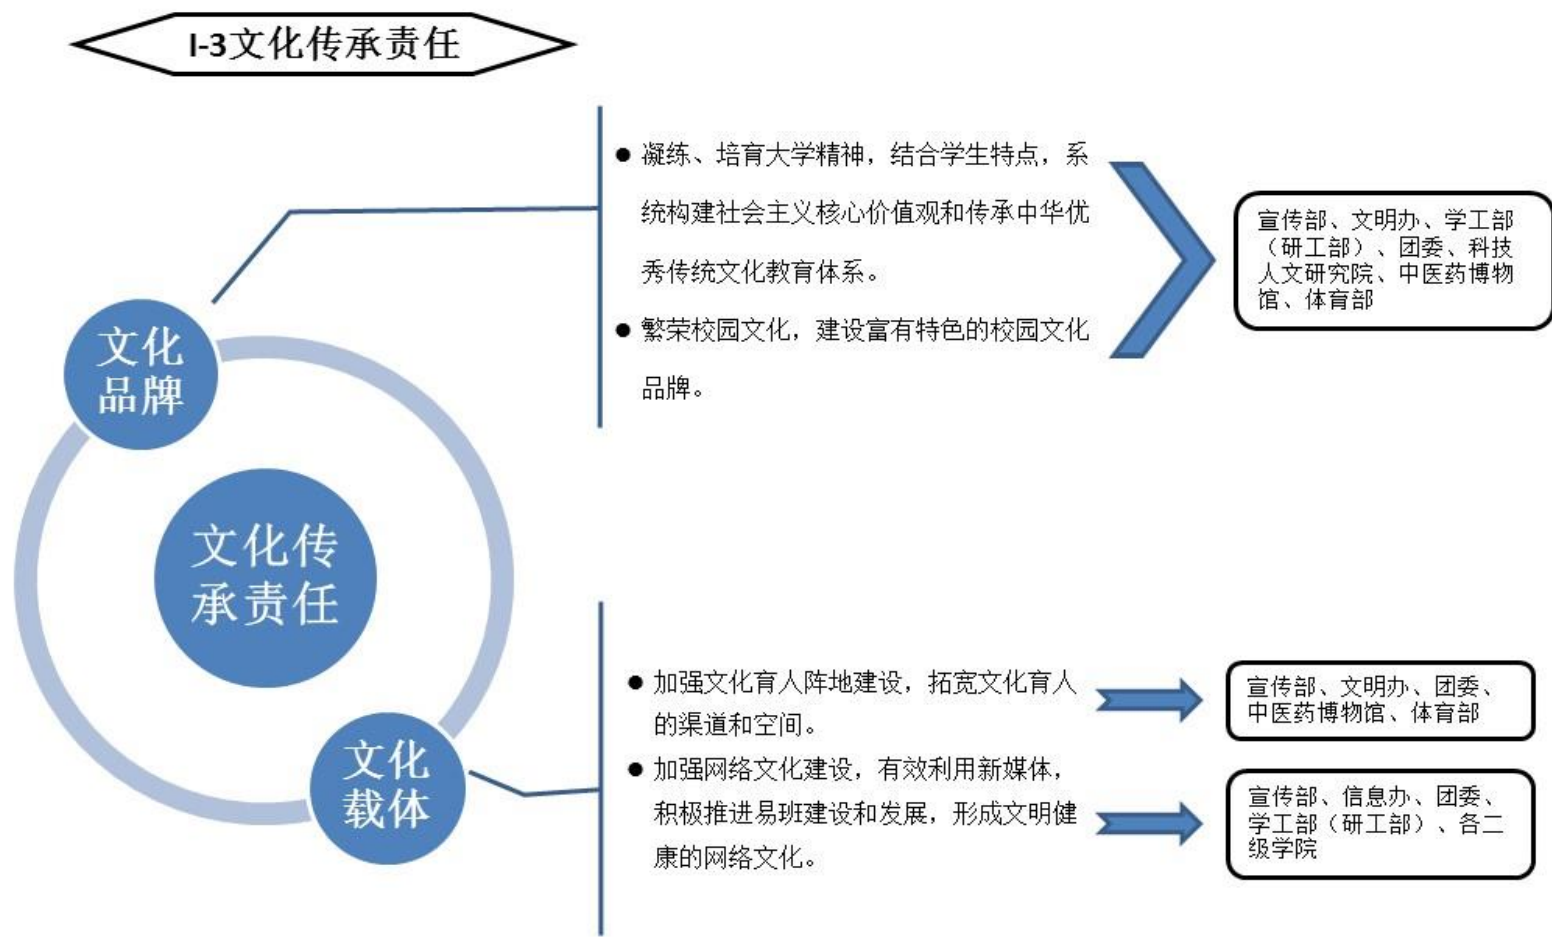 I-3文化传承责任
● 凝练、培育大学精神，结合学生特点，系
统构建社会主义核心价值观和传承中华优
秀传统文化教育体系。
● 繁荣校园文化，建设富有特色的校园文化
品牌。
宣传部、文明办、学工部
（研工部）、团委、科技
人文研究院、中医药博物
馆、体育部
文化
品牌
文化传
承责任
文化
载体
● 加强文化育人阵地建设，拓宽文化育人
的渠道和空间。
● 加强网络文化建设，有效利用新媒体，
积极推进易班建设和发展，形成文明健
康的网络文化。
宣传部、文明办、团委、
中医药博物馆、体育部
宣传部、信息办、团委、
学工部（研工部）、各二
级学院